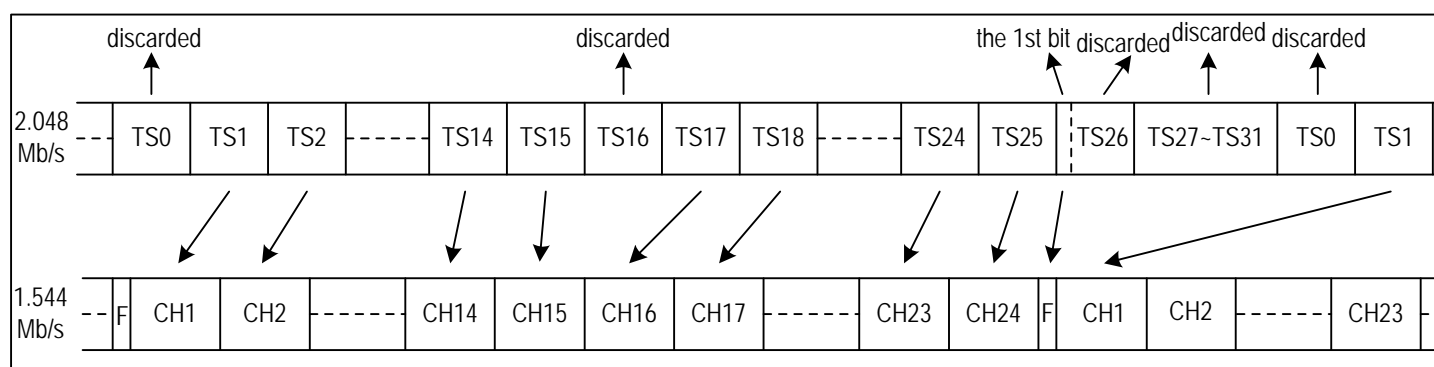 discarded discarded the 1st bit discarded discarded discarded
2.048 Mb/s TS0 TS1 TS2 TS14 TS15 TS16 TS17 TS18 TS24 TS25 TS26 TS27~TS31 TS0 TS1
1.544 Mb/s F CH1 CH2 CH14 CH15 CH16 CH17 CH23 CH24 F CH1 CH2 CH23